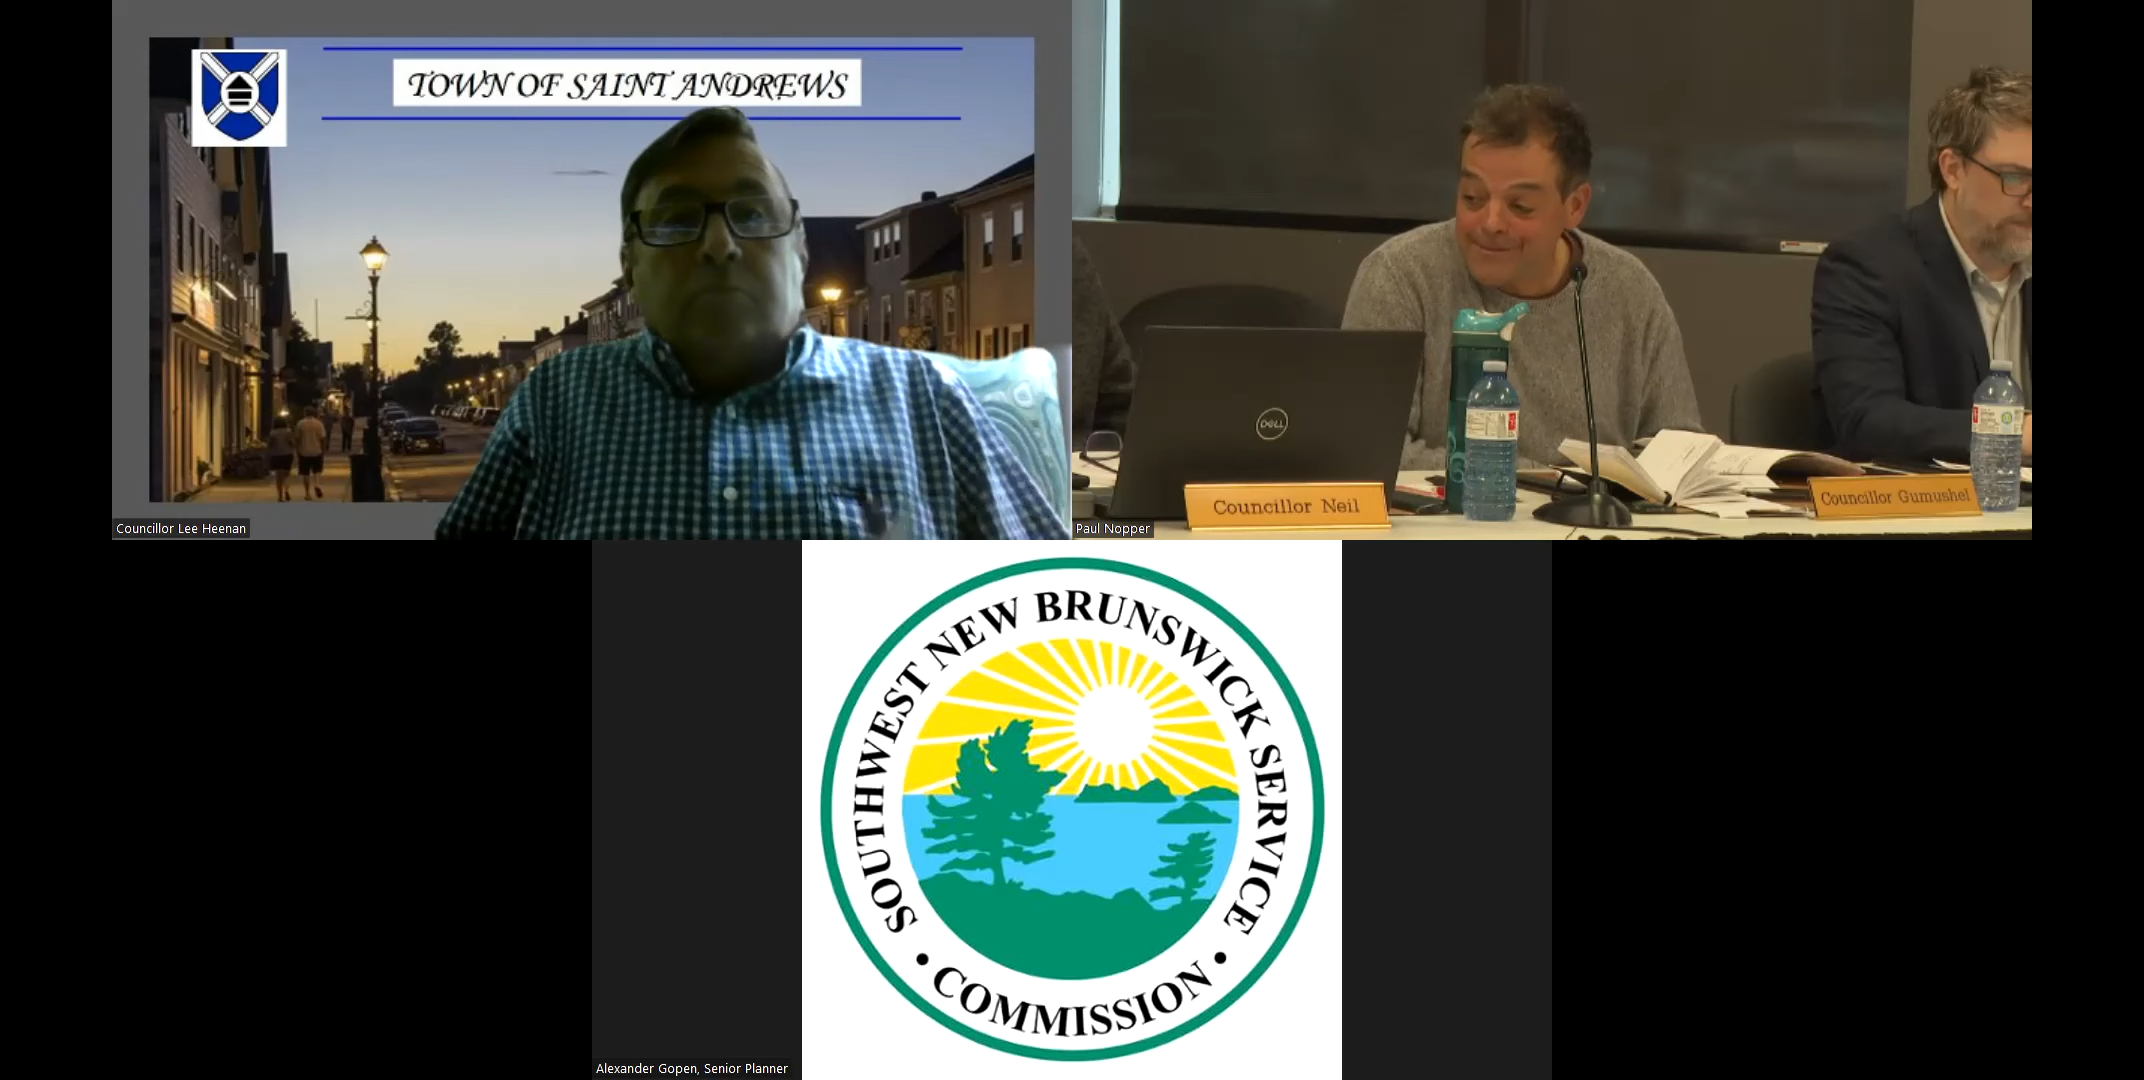 TOWN OF SAINT ANDREWS
Councillor Lee Heenan
DELL
Councillor Neil
Councillor Gumushel
Paul Nopper
SOUTHWEST NEW BRUNSWICK SERVICE
• COMMISSION •
Alexander Gopen, Senior Planner